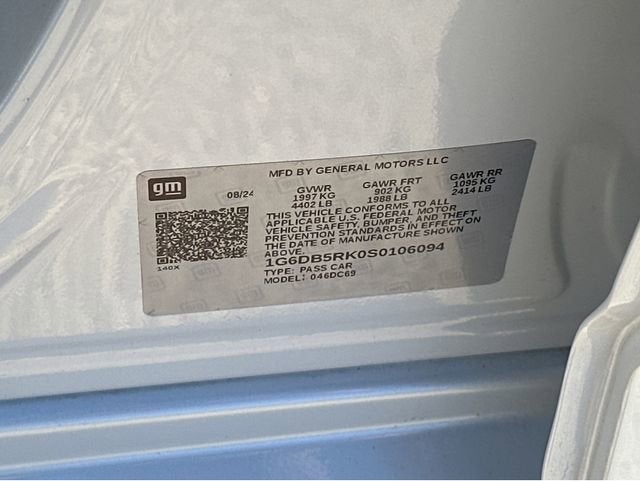 MFD BY GENERAL MOTORS LLC
gm
08/24
GVWR GAWR FRT GAWR RR
1997 KG 902 KG 1095 KG
4402 LB 1988 LB 2414 LB
THIS VEHICLE CONFORMS TO ALL
APPLICABLE U.S. FEDERAL MOTOR
VEHICLE SAFETY, BUMPER, AND THEFT
PREVENTION STANDARDS IN EFFECT ON
THE DATE OF MANUFACTURE SHOWN
ABOVE.
1G6DB5RK0S0106094
140X
TYPE: PASS CAR
MODEL: 046DC69